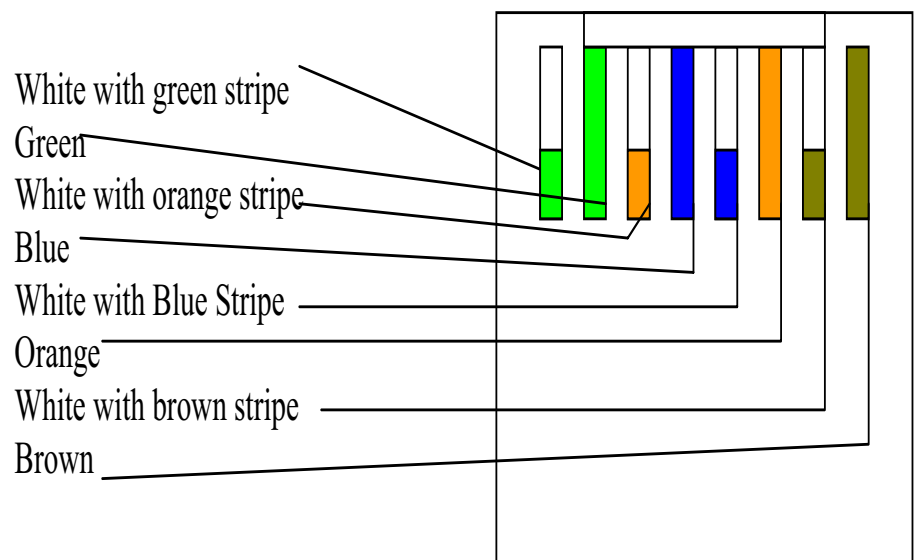 White with green stripe
Green
White with orange stripe
Blue
White with Blue Stripe
Orange
White with brown stripe
Brown